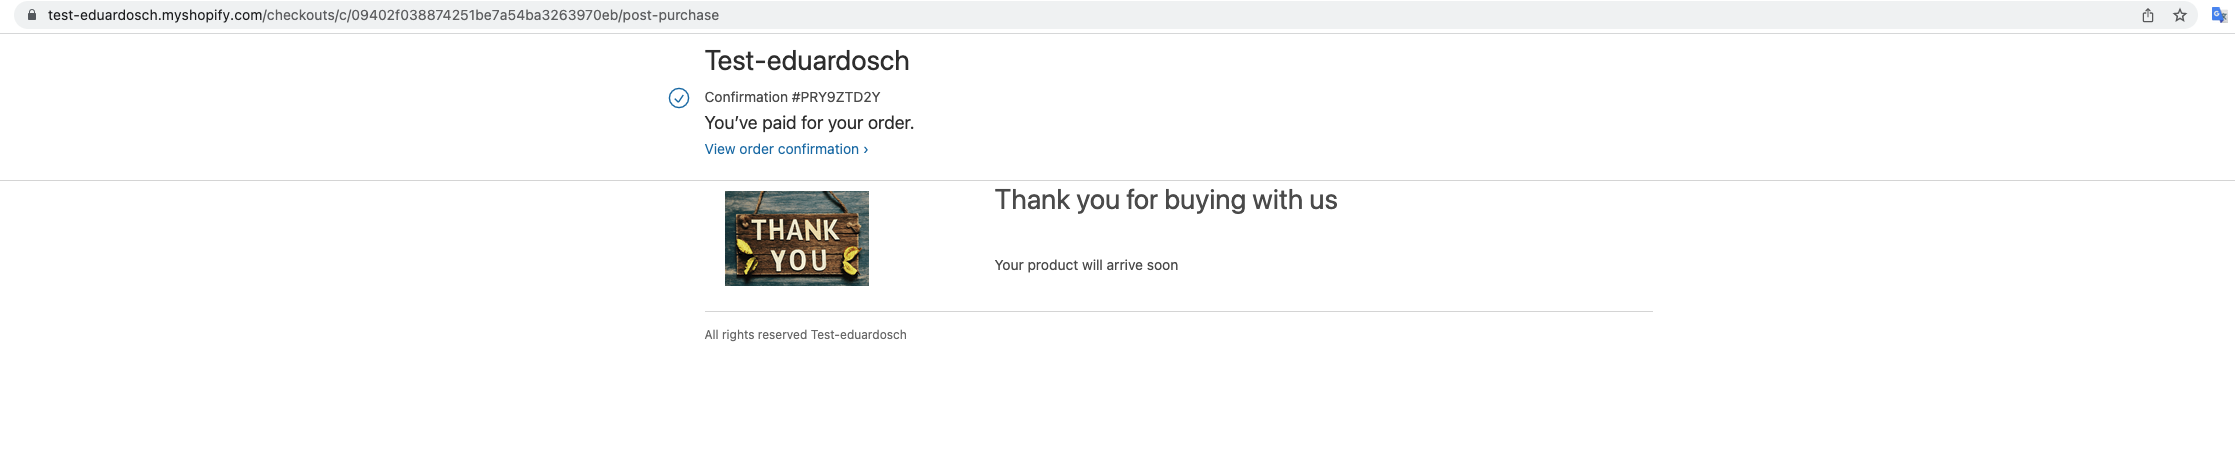 test-eduardosch.myshopify.com/checkouts/c/09402f038874251be7a54ba3263970eb/post-purchase
Test-eduardosch
Confirmation #PRY9ZTD2Y
You’ve paid for your order.
View order confirmation ›
THANK
YOU
Thank you for buying with us
Your product will arrive soon
All rights reserved Test-eduardosch